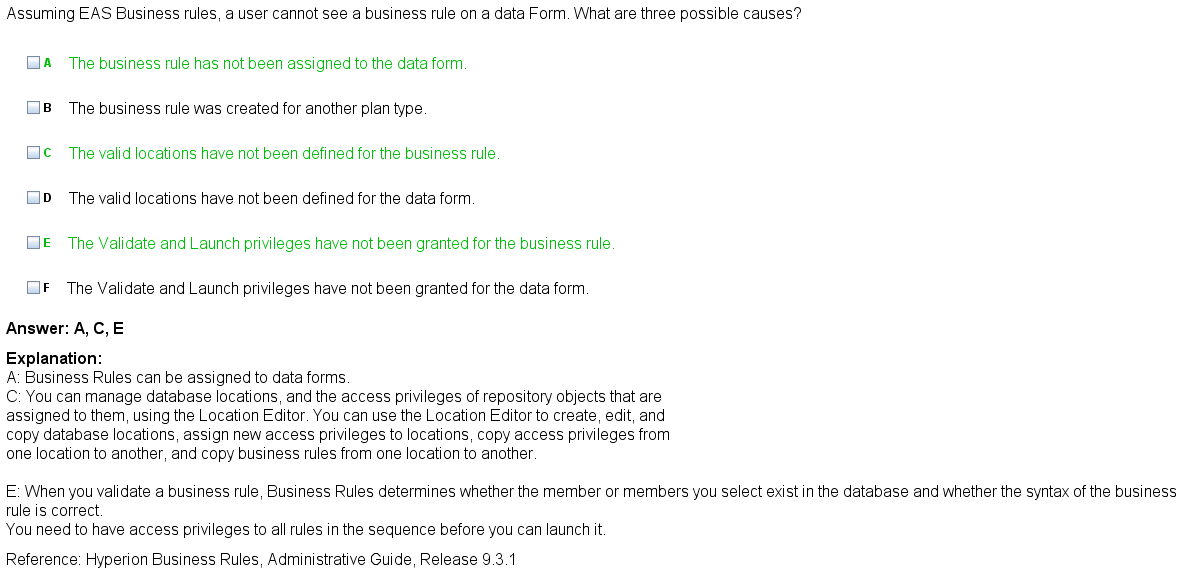 Assuming EAS Business rules, a user cannot see a business rule on a data Form. What are three possible causes?
A The business rule has not been assigned to the data form.
B The business rule was created for another plan type.
C The valid locations have not been defined for the business rule.
D The valid locations have not been defined for the data form.
E The Validate and Launch privileges have not been granted for the business rule.
F The Validate and Launch privileges have not been granted for the data form.
Answer: A, C, E
Explanation:
A: Business Rules can be assigned to data forms.
C: You can manage database locations, and the access privileges of repository objects that are
assigned to them, using the Location Editor. You can use the Location Editor to create, edit, and
copy database locations, assign new access privileges to locations, copy access privileges from
one location to another, and copy business rules from one location to another.
E: When you validate a business rule, Business Rules determines whether the member or members you select exist in the database and whether the syntax of the business
rule is correct.
You need to have access privileges to all rules in the sequence before you can launch it.
Reference: Hyperion Business Rules, Administrative Guide, Release 9.3.1